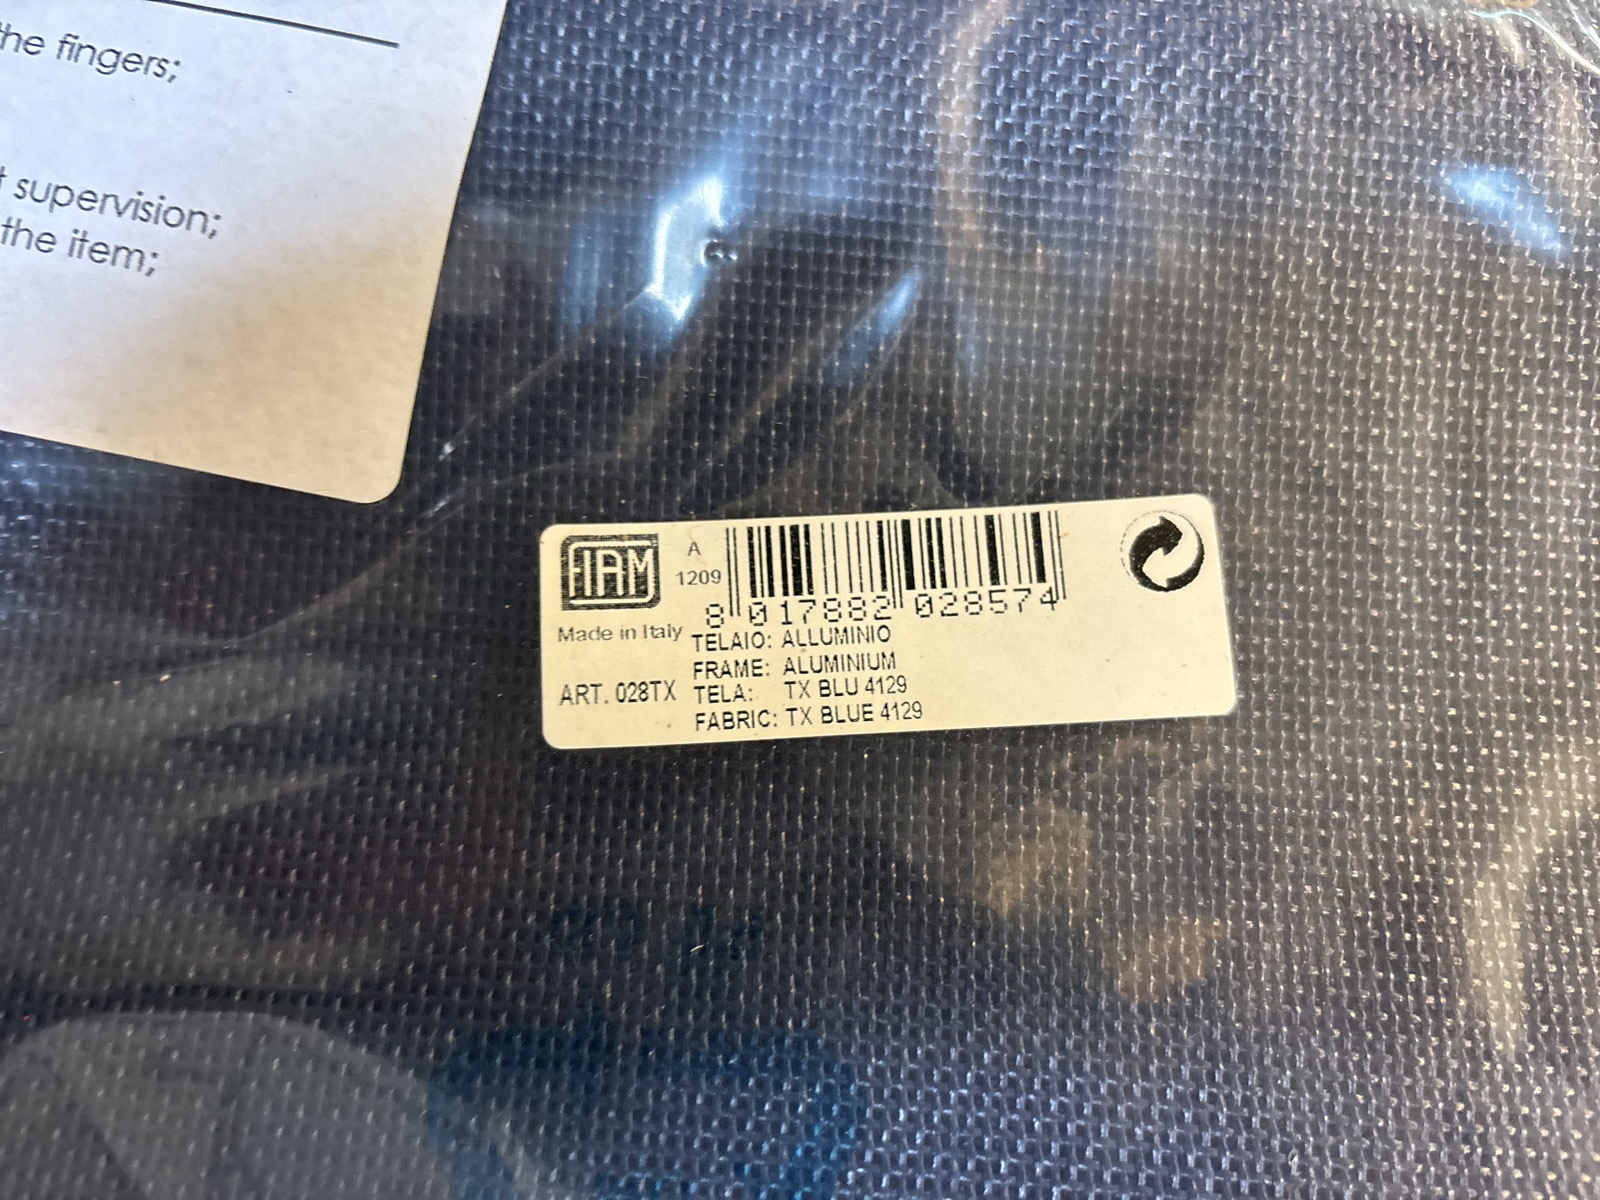 the fingers;
supervision;
the item;
FIAM
A
1209
8 017882 028574
Made in Italy
TELAIO: ALLUMINIO
FRAME: ALUMINIUM
ART. 028TX
TELA: TX BLU 4129
FABRIC: TX BLUE 4129